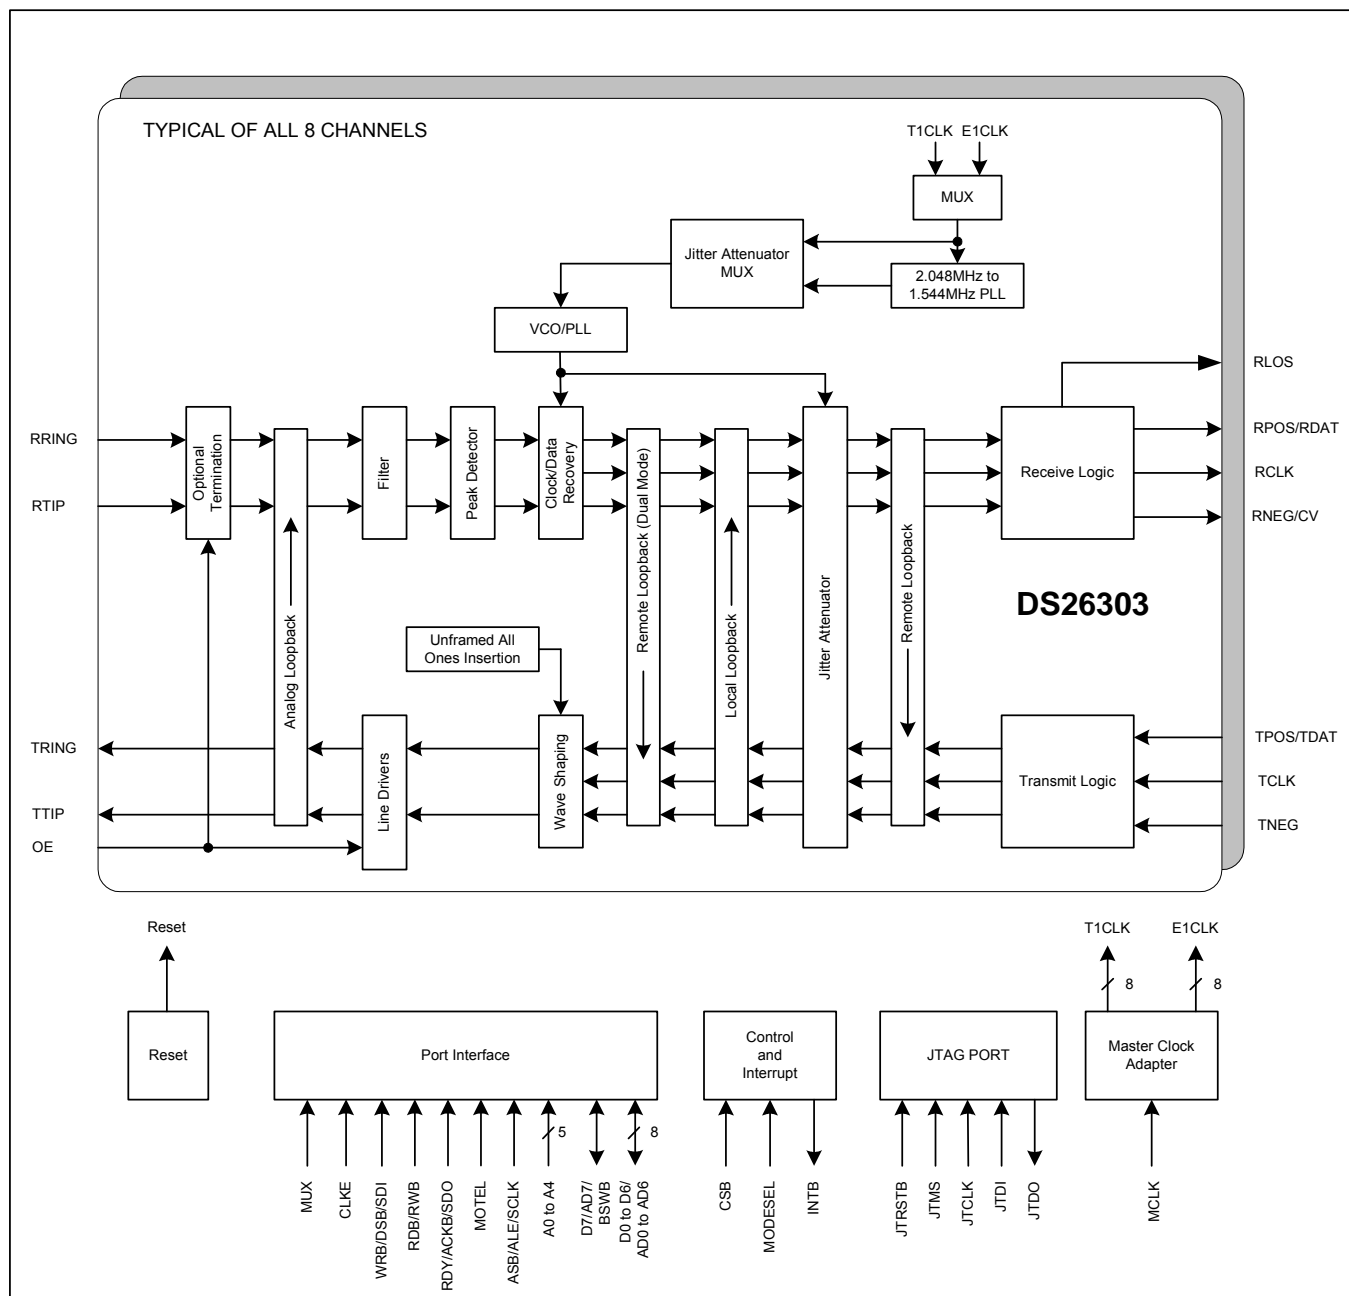 TYPICAL OF ALL 8 CHANNELS
T1CLK
E1CLK
MUX
Jitter Attenuator
MUX
2.048MHz to
1.544MHz PLL
VCO/PLL
RLOS
RRING
RTIP
Optional
Termination
Analog Loopback
Filter
Peak Detector
Clock/Data
Recovery
Remote Loopback (Dual Mode)
Local Loopback
Jitter Attenuator
Remote Loopback
Receive Logic
RPOS/RDAT
RCLK
RNEG/CV
DS26303
Unframed All
Ones Insertion
TRING
TTIP
OE
Line Drivers
Wave Shaping
Transmit Logic
TPOS/TDAT
TCLK
TNEG
Reset
Reset
Port Interface
MUX
CLKE
WRB/DSB/SDI
RDB/RWB
RDY/ACKB/SDO
MOTEL
ASB/ALE/SCLK
5
A0 to A4
D7/AD7/
BSWB
8
D0 to D6/
AD0 to AD6
Control
and
Interrupt
CSB
MODESEL
INTB
JTAG PORT
JTRSTB
JTMS
JTCLK
JTDI
JTDO
T1CLK
E1CLK
8
8
Master Clock
Adapter
MCLK